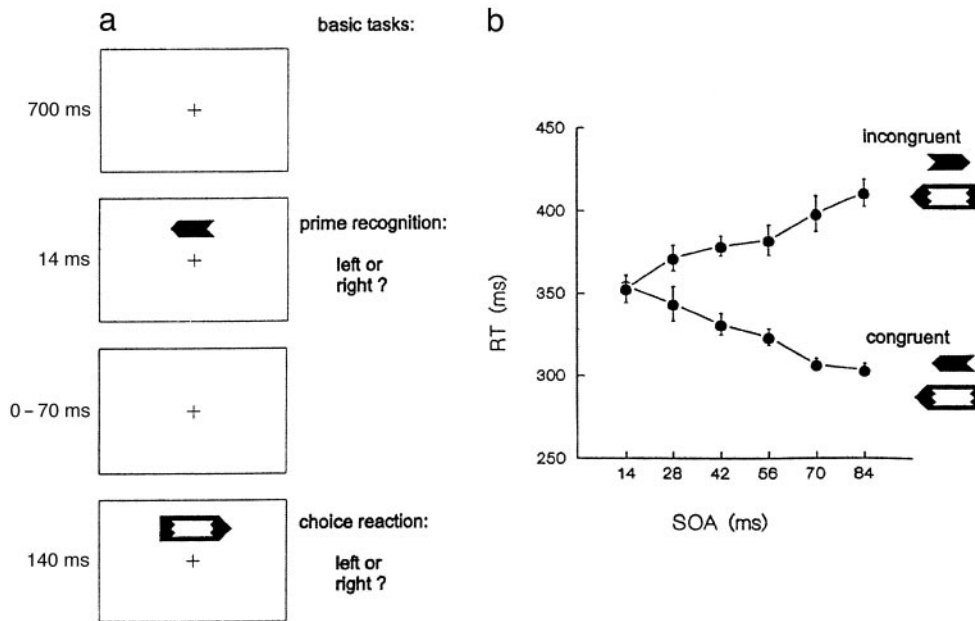 a
basic tasks:
700 ms
14 ms
prime recognition:
left or
right ?
0 – 70 ms
140 ms
choice reaction:
left or
right ?
b
450
400
350
300
250
RT (ms)
14 28 42 56 70 84
SOA (ms)
incongruent
congruent